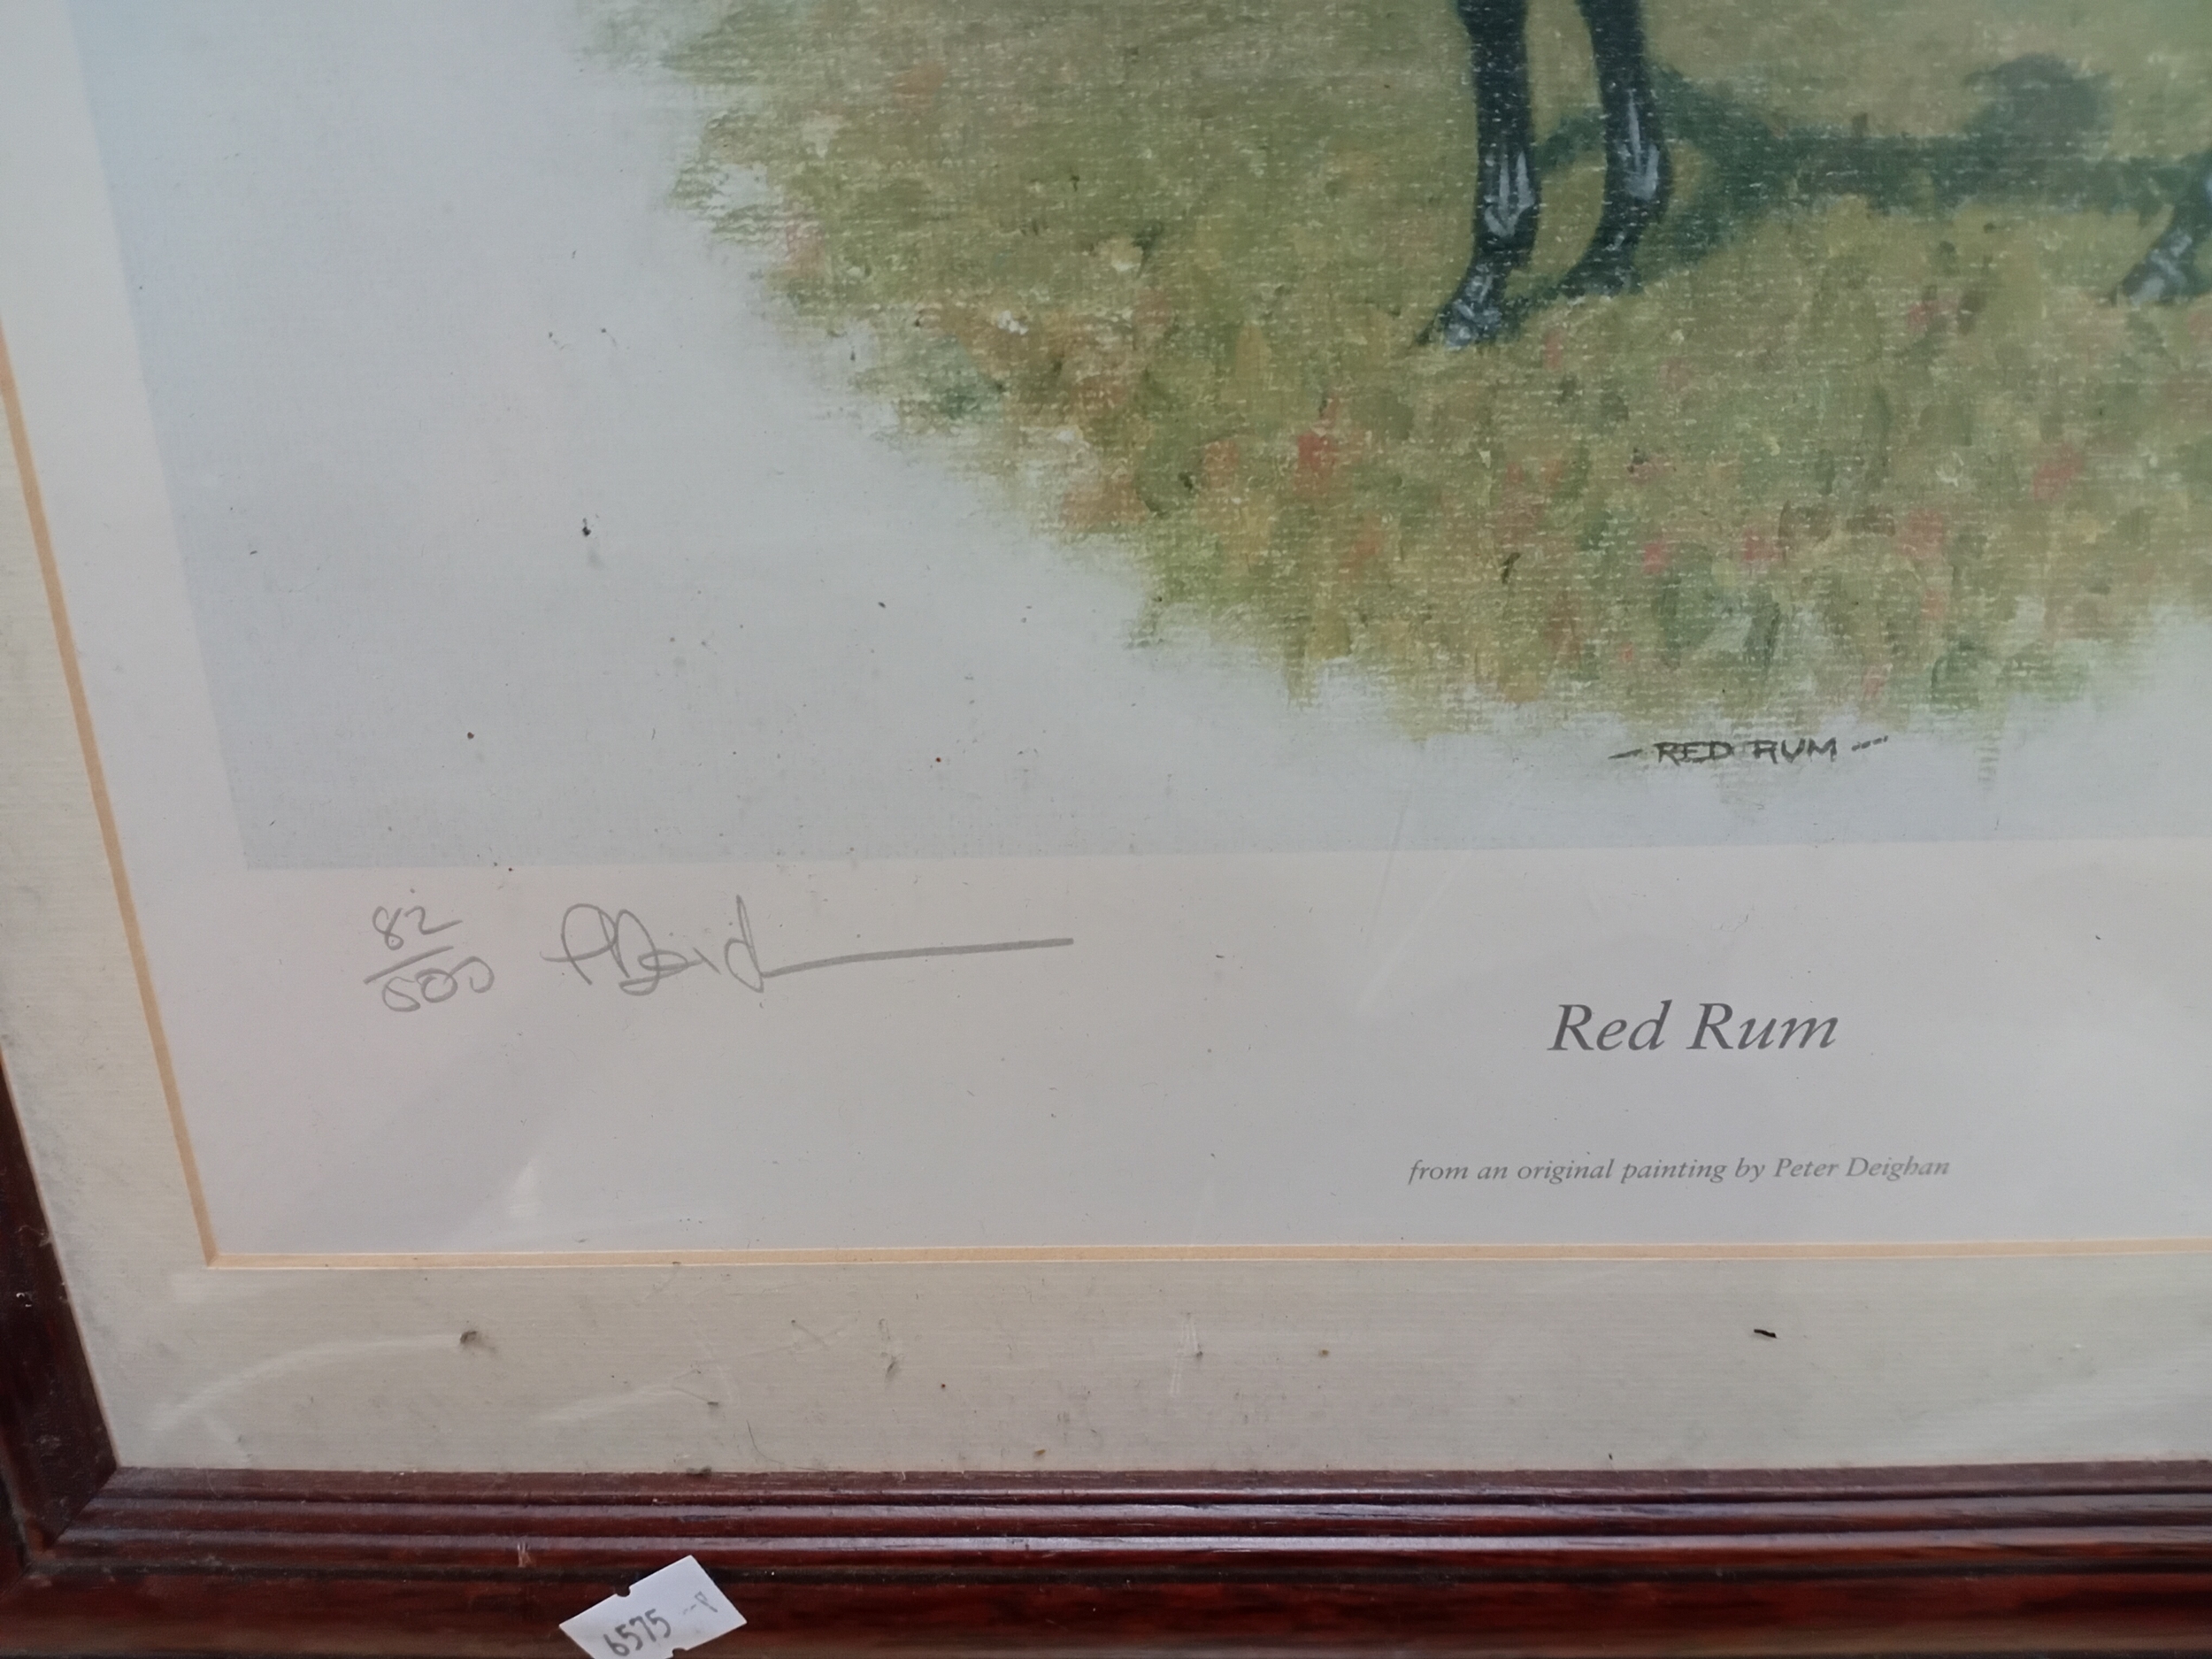 — RED RUM —
82/500
Red Rum
from an original painting by Peter Deighan
6575